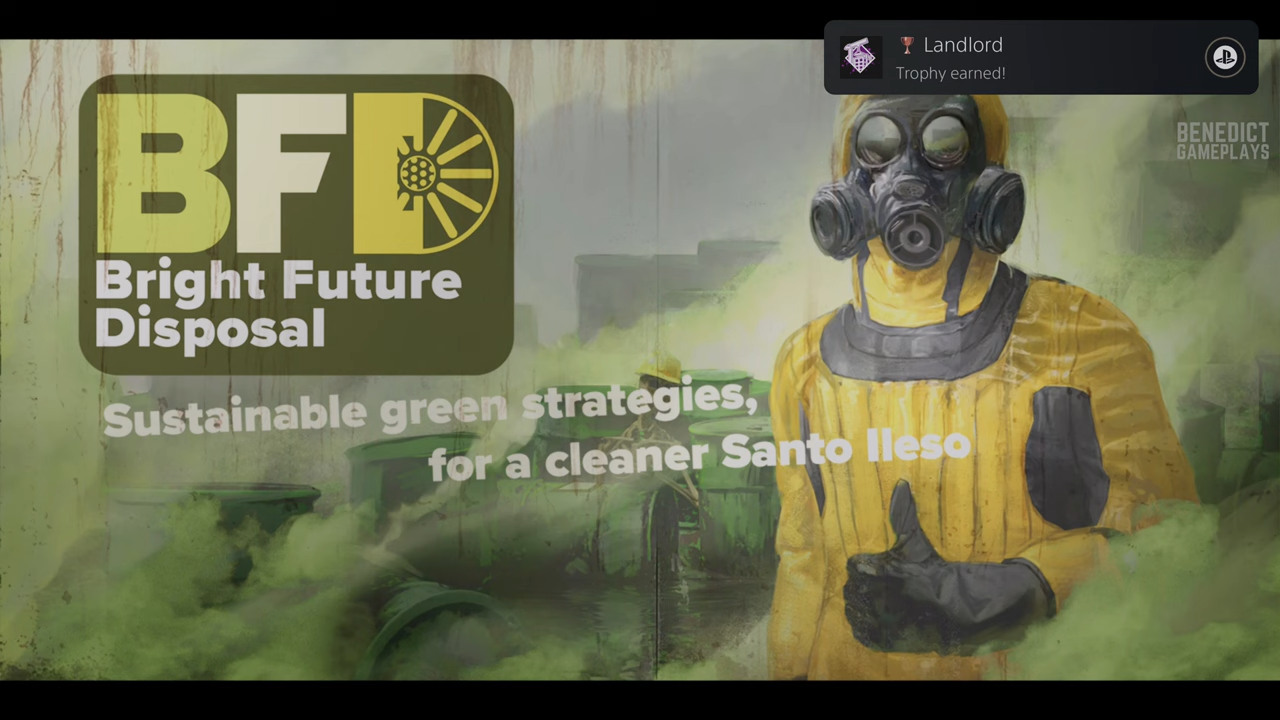 Landlord
Trophy earned!
BENEDICT
GAMEPLAYS
BFD
Bright Future
Disposal
Sustainable green strategies,
for a cleaner Santo Ileso